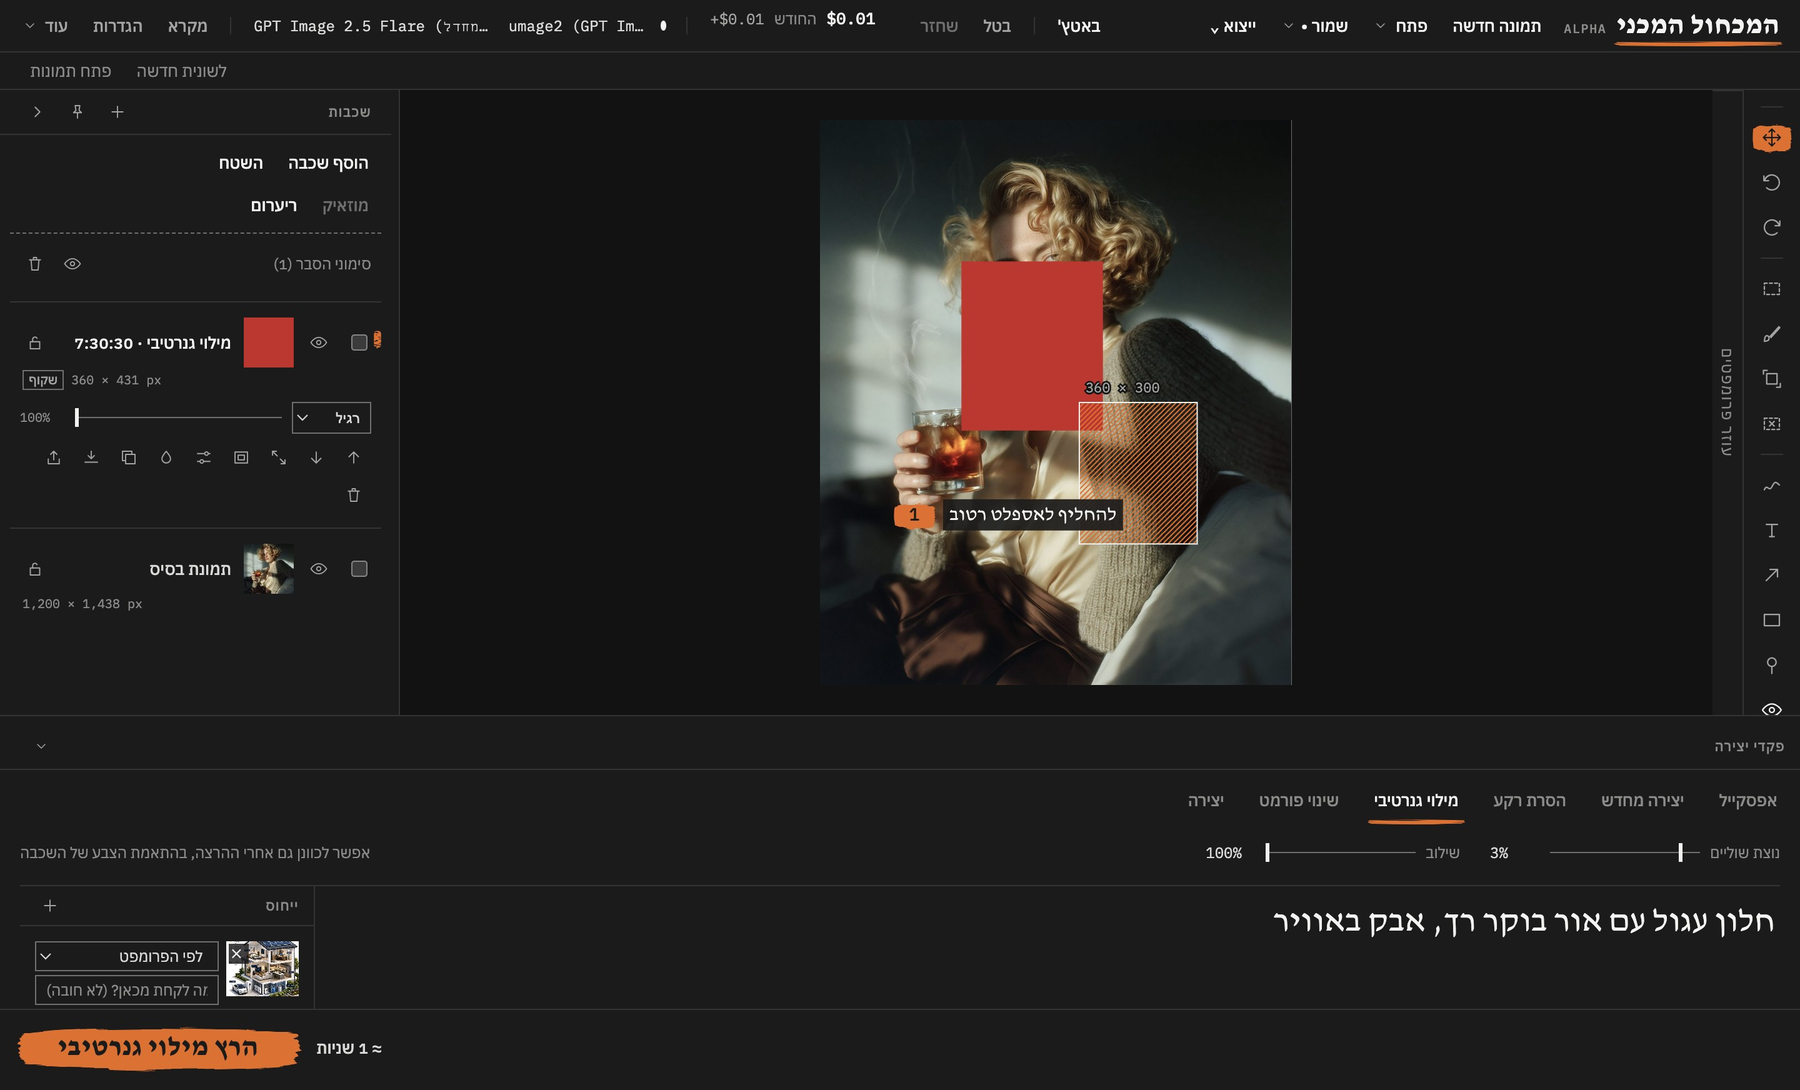 המכחול המכני ALPHA תמונה חדשה פתח שמור • ייצוא באטץ' בטל שחזר $0.01 החודש $0.01+ umage2 (GPT Im… GPT Image 2.5 Flare (מחדל… מקרא הגדרות עוד
לשונית חדשה פתח תמונות
שכבות
הוסף שכבה השטח
מוזאיק ריערום
סימוני הסבר (1)
מילוי גנרטיבי · 7:30:30
360 × 431 px שקוף
רגיל 100%
תמונת בסיס
1,200 × 1,438 px
360 × 300
1 להחליף לאספלט רטוב
עוזר פרומפטים
פקדי יצירה
אפסקייל יצירה מחדש הסרת רקע מילוי גנרטיבי שינוי פורמט יצירה
נוצת שוליים 3% שילוב 100% אפשר לכוונן גם אחרי ההרצה, בהתאמת הצבע של השכבה
חלון עגול עם אור בוקר רך, אבק באוויר
ייחוס
לפי הפרומפט
מה לקחת מכאן? (לא חובה)
≈ 1 שניות
הרץ מילוי גנרטיבי